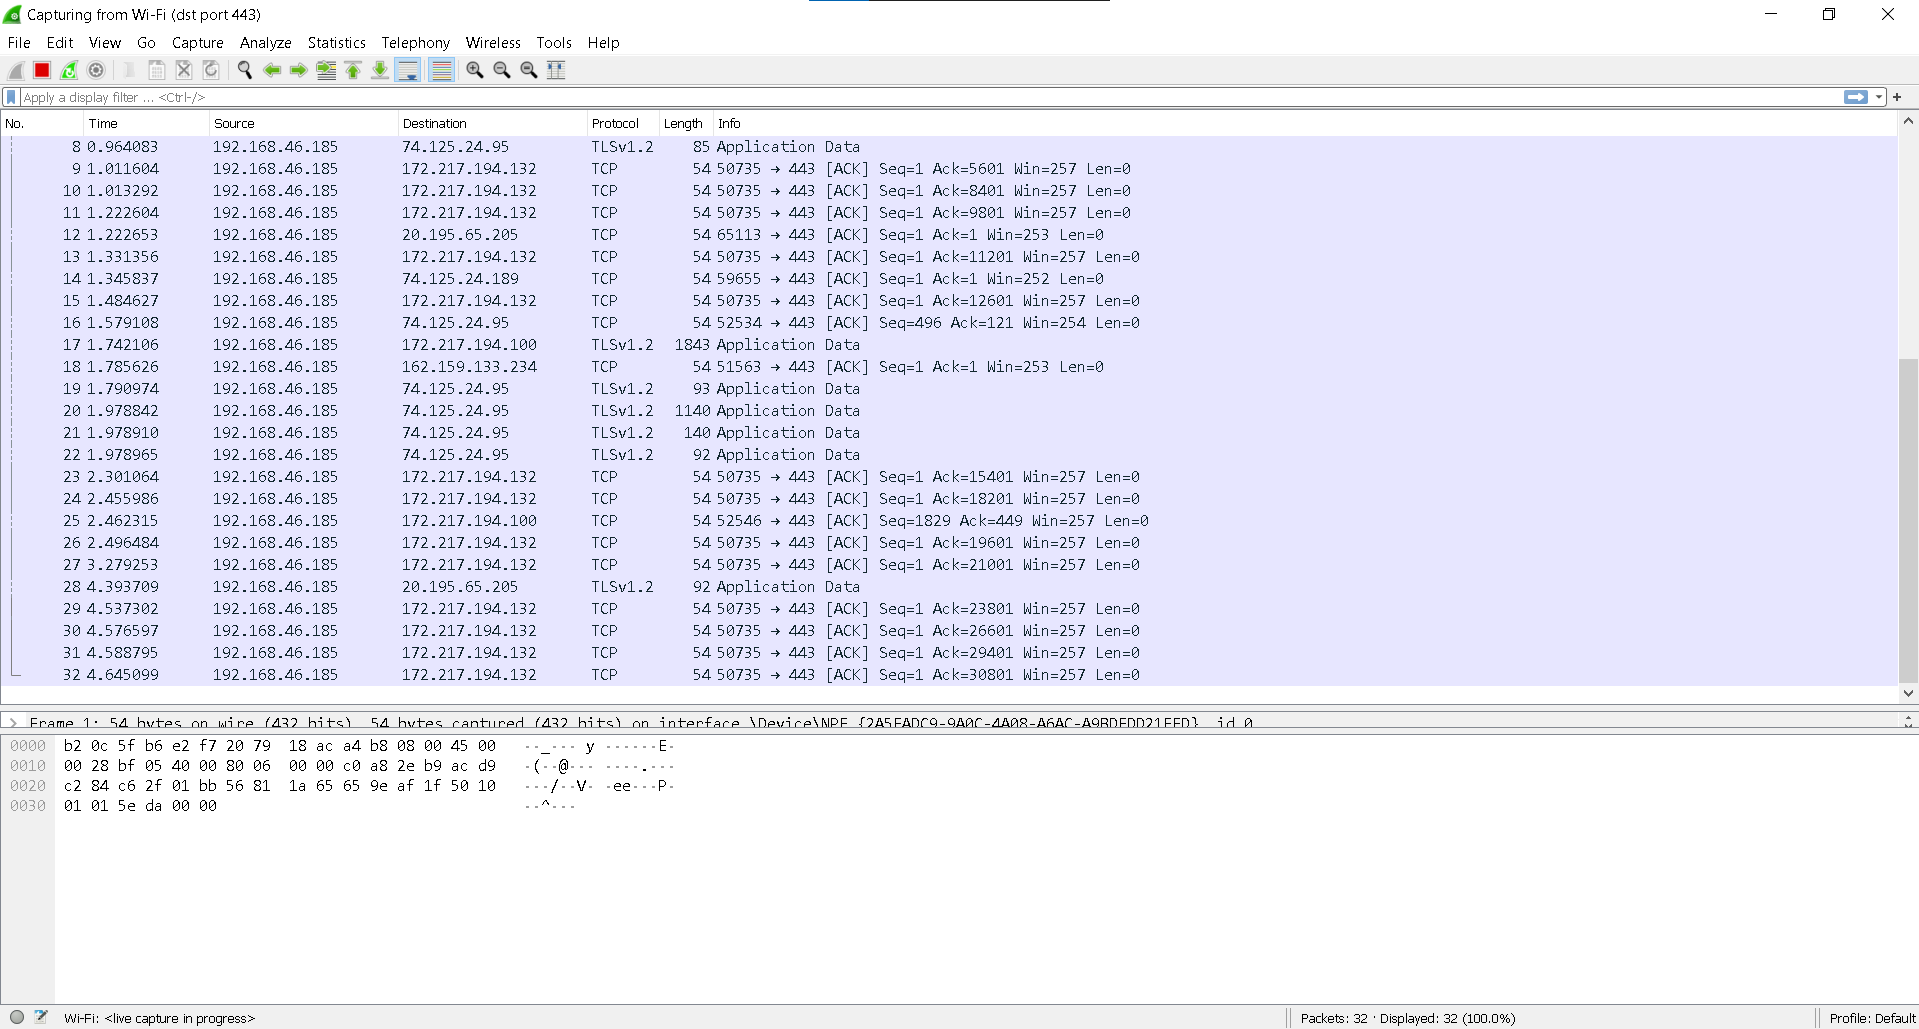 Capturing from Wi-Fi (dst port 443)
File Edit View Go Capture Analyze Statistics Telephony Wireless Tools Help
Apply a display filter ... <Ctrl-/>
No. Time Source Destination Protocol Length Info
8 0.964083 192.168.46.185 74.125.24.95 TLSv1.2 85 Application Data
9 1.011604 192.168.46.185 172.217.194.132 TCP 54 50735 → 443 [ACK] Seq=1 Ack=5601 Win=257 Len=0
10 1.013292 192.168.46.185 172.217.194.132 TCP 54 50735 → 443 [ACK] Seq=1 Ack=8401 Win=257 Len=0
11 1.222604 192.168.46.185 172.217.194.132 TCP 54 50735 → 443 [ACK] Seq=1 Ack=9801 Win=257 Len=0
12 1.222653 192.168.46.185 20.195.65.205 TCP 54 65113 → 443 [ACK] Seq=1 Ack=1 Win=253 Len=0
13 1.331356 192.168.46.185 172.217.194.132 TCP 54 50735 → 443 [ACK] Seq=1 Ack=11201 Win=257 Len=0
14 1.345837 192.168.46.185 74.125.24.189 TCP 54 59655 → 443 [ACK] Seq=1 Ack=1 Win=252 Len=0
15 1.484627 192.168.46.185 172.217.194.132 TCP 54 50735 → 443 [ACK] Seq=1 Ack=12601 Win=257 Len=0
16 1.579108 192.168.46.185 74.125.24.95 TCP 54 52534 → 443 [ACK] Seq=496 Ack=121 Win=254 Len=0
17 1.742106 192.168.46.185 172.217.194.100 TLSv1.2 1843 Application Data
18 1.785626 192.168.46.185 162.159.133.234 TCP 54 51563 → 443 [ACK] Seq=1 Ack=1 Win=253 Len=0
19 1.790974 192.168.46.185 74.125.24.95 TLSv1.2 93 Application Data
20 1.978842 192.168.46.185 74.125.24.95 TLSv1.2 1140 Application Data
21 1.978910 192.168.46.185 74.125.24.95 TLSv1.2 140 Application Data
22 1.978965 192.168.46.185 74.125.24.95 TLSv1.2 92 Application Data
23 2.301064 192.168.46.185 172.217.194.132 TCP 54 50735 → 443 [ACK] Seq=1 Ack=15401 Win=257 Len=0
24 2.455986 192.168.46.185 172.217.194.132 TCP 54 50735 → 443 [ACK] Seq=1 Ack=18201 Win=257 Len=0
25 2.462315 192.168.46.185 172.217.194.100 TCP 54 52546 → 443 [ACK] Seq=1829 Ack=449 Win=257 Len=0
26 2.496484 192.168.46.185 172.217.194.132 TCP 54 50735 → 443 [ACK] Seq=1 Ack=19601 Win=257 Len=0
27 3.279253 192.168.46.185 172.217.194.132 TCP 54 50735 → 443 [ACK] Seq=1 Ack=21001 Win=257 Len=0
28 4.393709 192.168.46.185 20.195.65.205 TLSv1.2 92 Application Data
29 4.537302 192.168.46.185 172.217.194.132 TCP 54 50735 → 443 [ACK] Seq=1 Ack=23801 Win=257 Len=0
30 4.576597 192.168.46.185 172.217.194.132 TCP 54 50735 → 443 [ACK] Seq=1 Ack=26601 Win=257 Len=0
31 4.588795 192.168.46.185 172.217.194.132 TCP 54 50735 → 443 [ACK] Seq=1 Ack=29401 Win=257 Len=0
32 4.645099 192.168.46.185 172.217.194.132 TCP 54 50735 → 443 [ACK] Seq=1 Ack=30801 Win=257 Len=0
Frame 1: 54 bytes on wire (432 bits), 54 bytes captured (432 bits) on interface id 0
0000 b2 0c 5f b6 e2 f7 20 79 18 ac a4 b8 08 00 45 00 ··_··· y ······E·
0010 00 28 bf 05 40 00 80 06 00 00 c0 a8 2e b9 ac d9 ·(··@··· ····.···
0020 c2 84 c6 2f 01 bb 56 81 1a 65 65 9e af 1f 50 10 ···/··V· ·ee···P·
0030 01 01 5e da 00 00 ··^···
Wi-Fi: <live capture in progress> Packets: 32 · Displayed: 32 (100.0%) Profile: Default